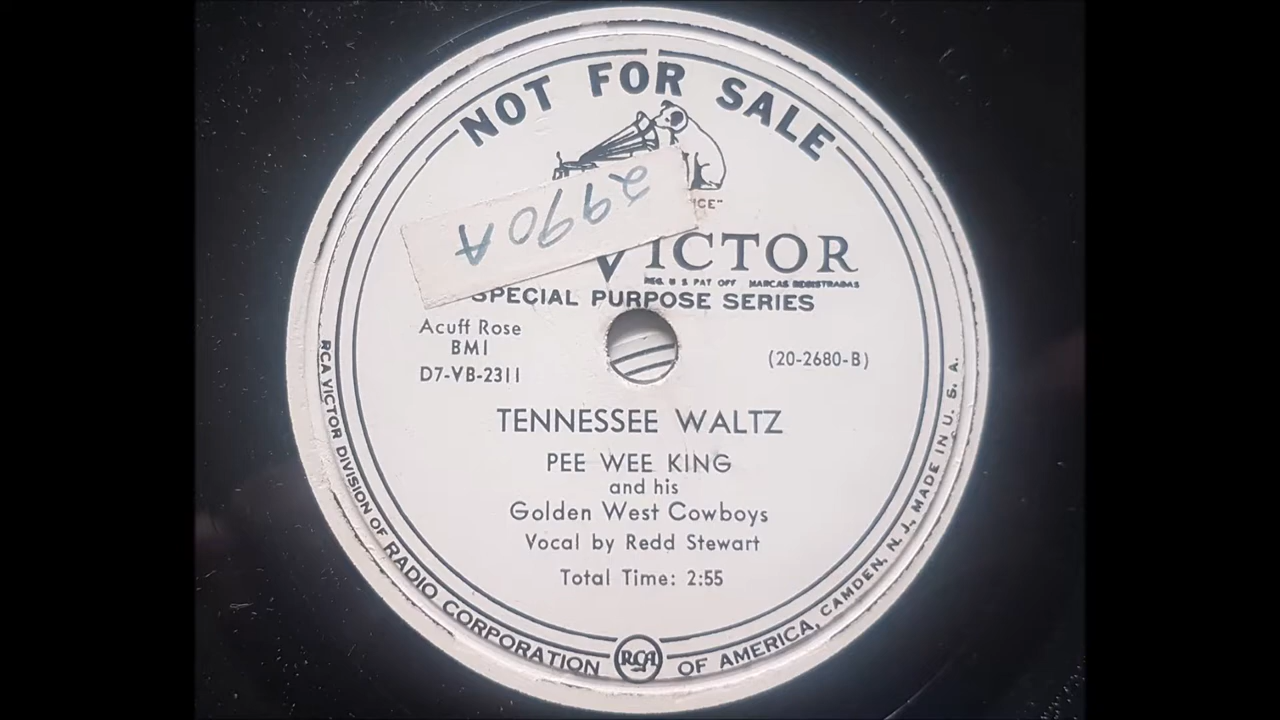 NOT FOR SALE
2990A
VICTOR
REG. U S PAT OFF MARCAS REGISTRADAS
SPECIAL PURPOSE SERIES
Acuff Rose
BMI
D7-VB-2311
(20-2680-B)
TENNESSEE WALTZ
PEE WEE KING
and his
Golden West Cowboys
Vocal by Redd Stewart
Total Time: 2:55
RCA VICTOR DIVISION OF RADIO CORPORATION OF AMERICA, CAMDEN, N. J., MADE IN U. S. A.
RCA